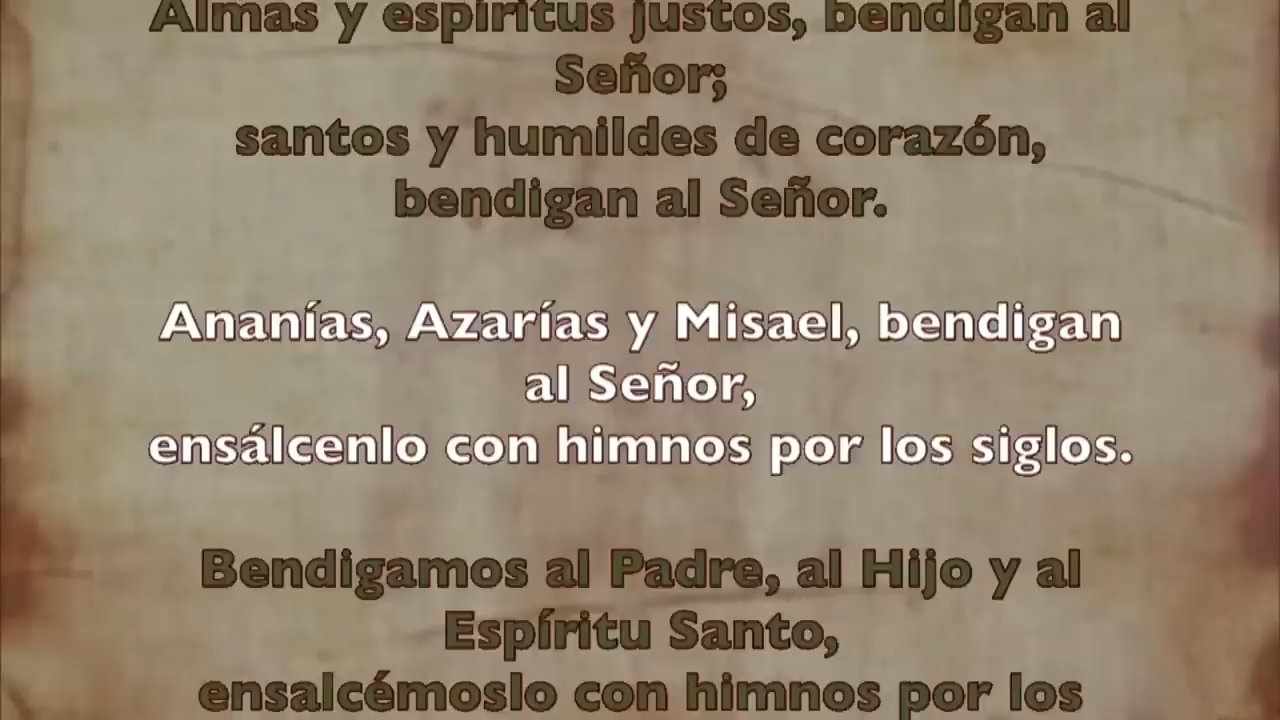 Almas y espíritus justos, bendigan al
Señor;
santos y humildes de corazón,
bendigan al Señor.
Ananías, Azarías y Misael, bendigan
al Señor,
ensálcenlo con himnos por los siglos.
Bendigamos al Padre, al Hijo y al
Espíritu Santo,
ensalcémoslo con himnos por los